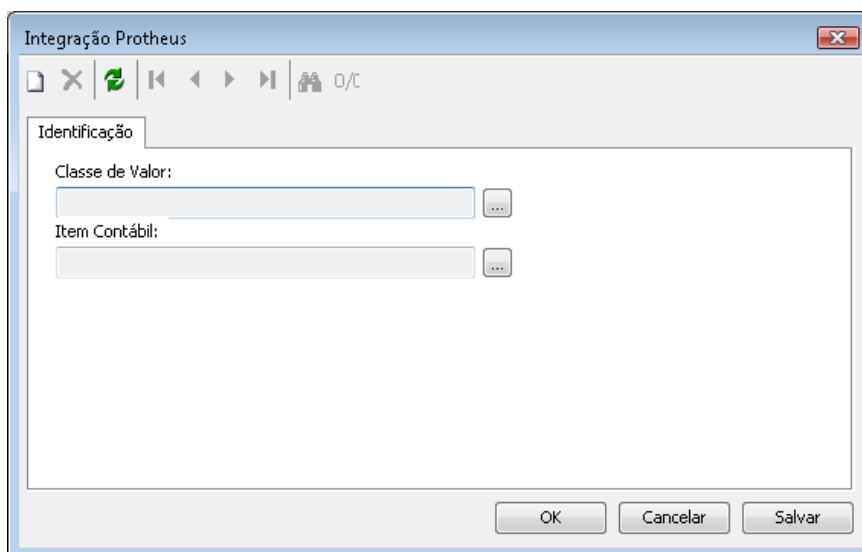 Integração Protheus
0/0
Identificação
Classe de Valor:
...
Item Contábil:
...
OK
Cancelar
Salvar